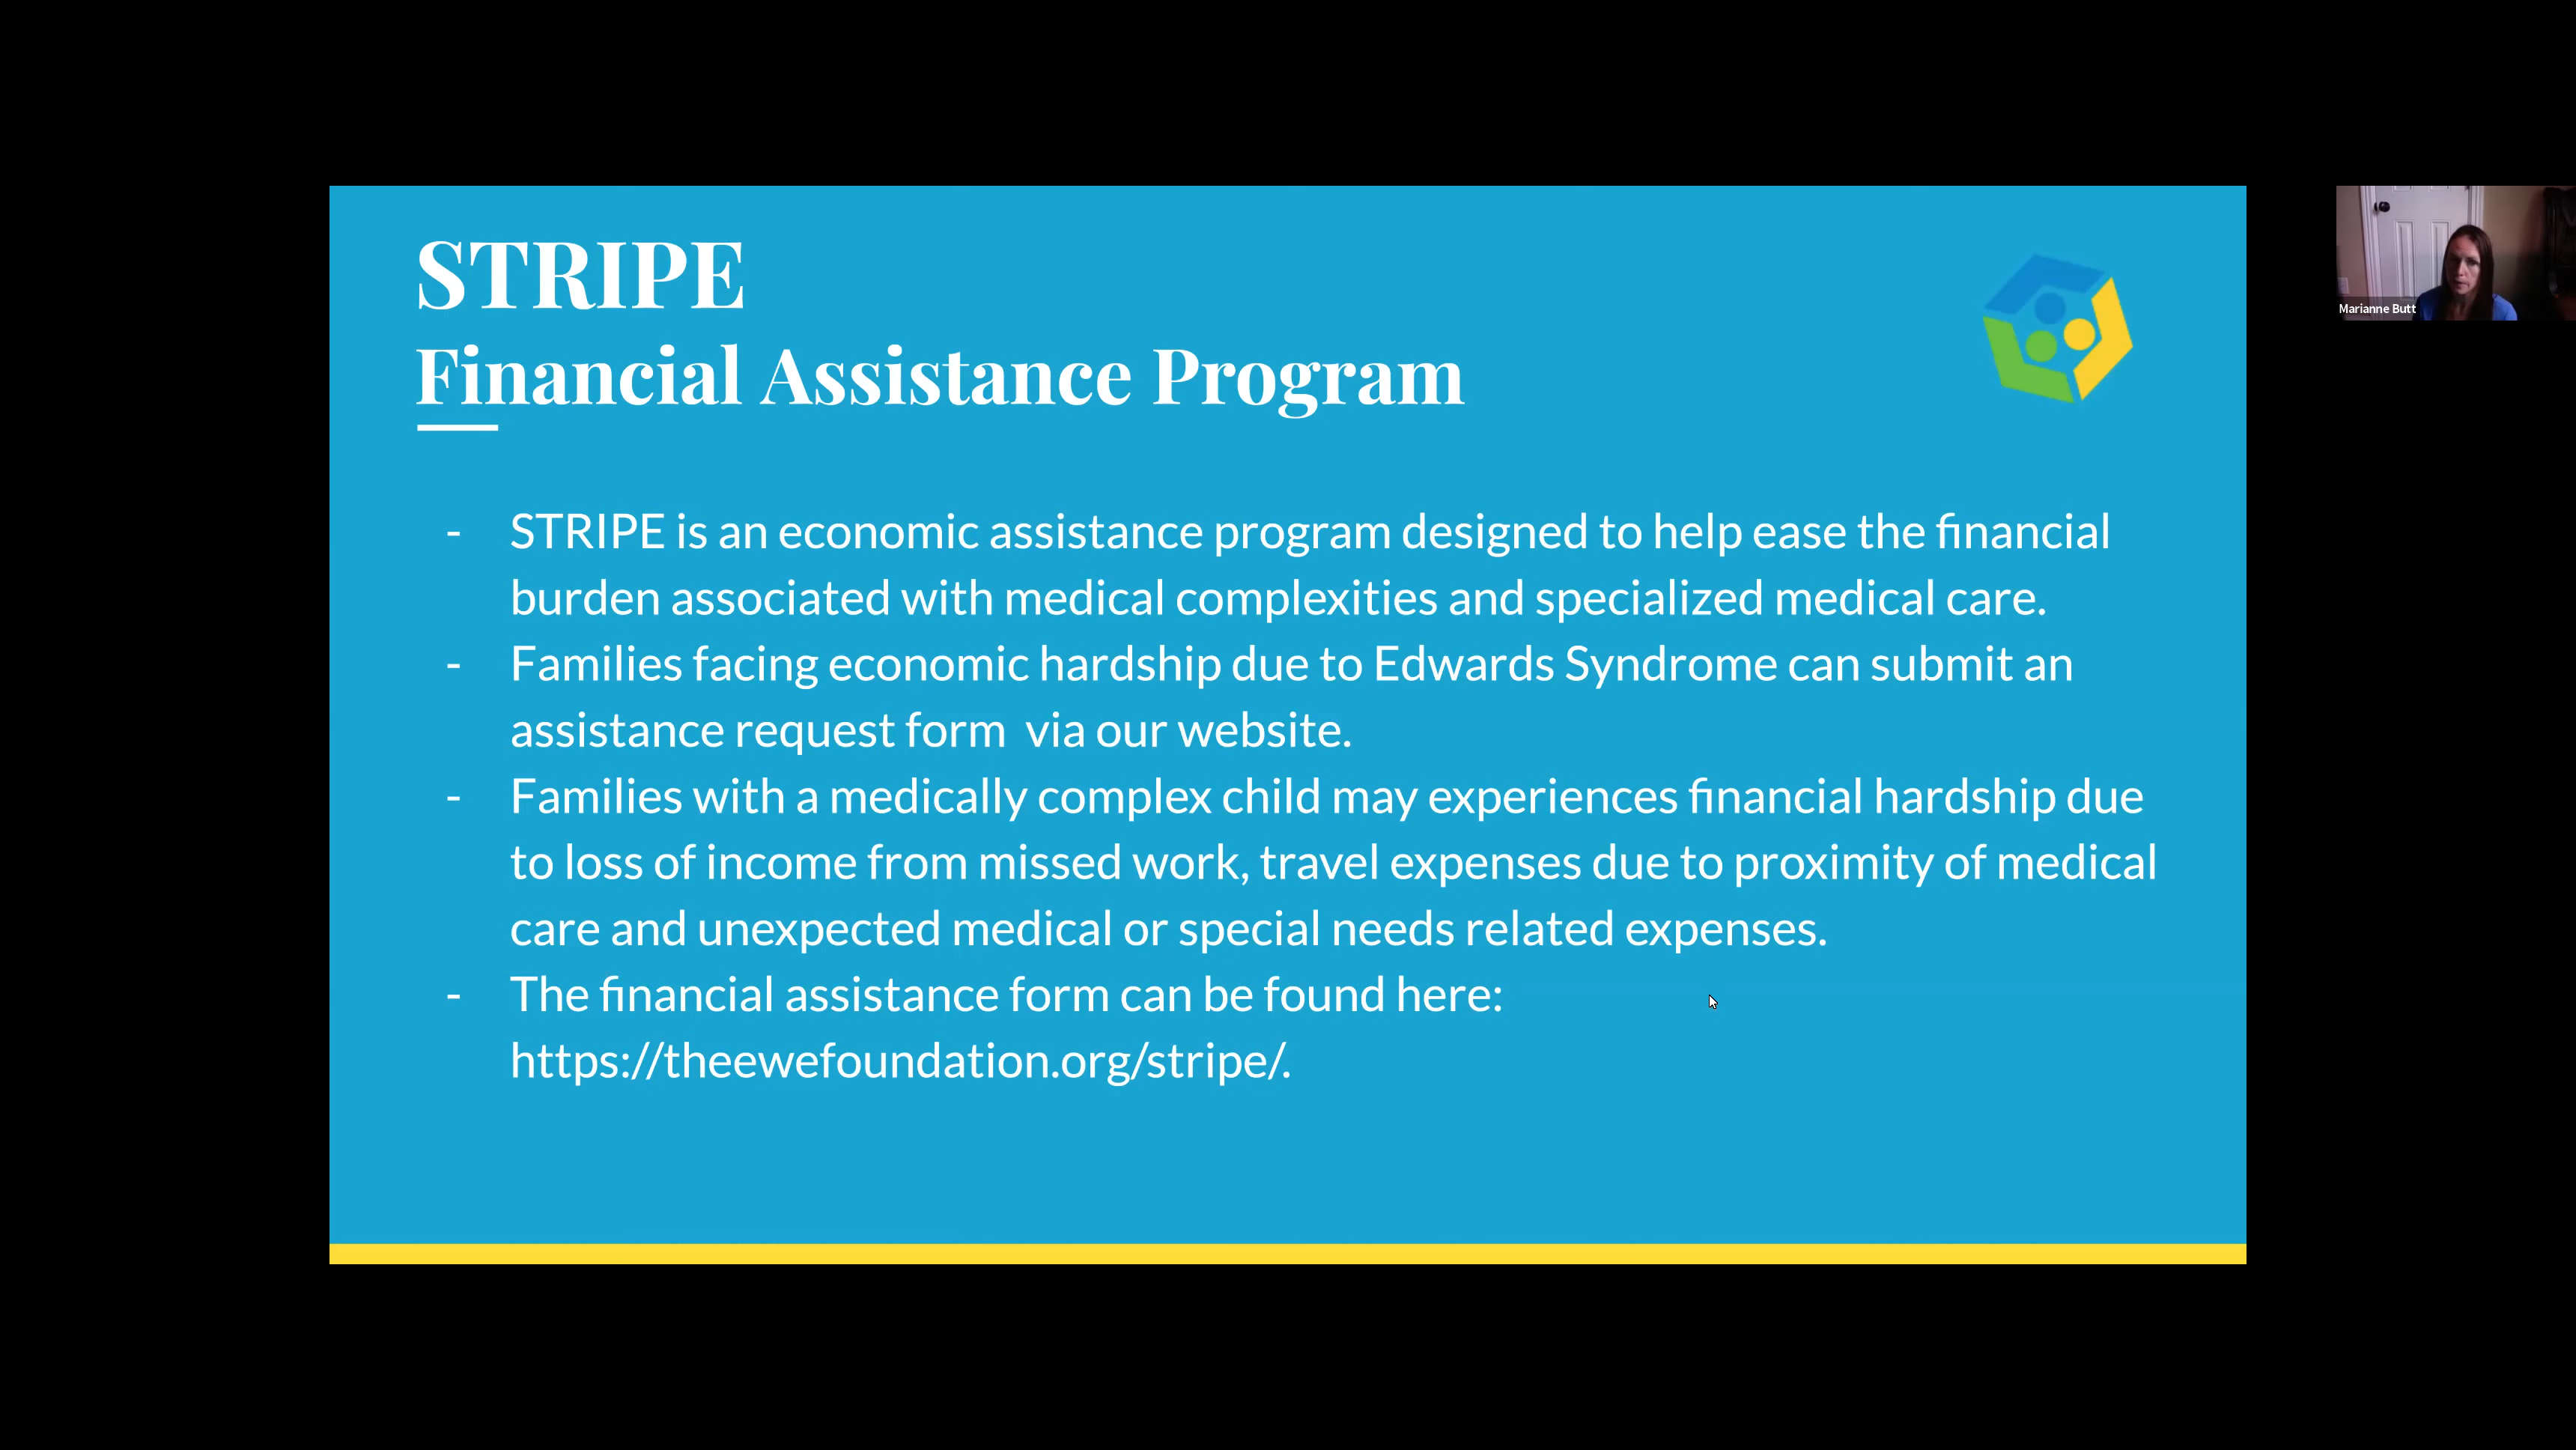 STRIPE
Financial Assistance Program
- STRIPE is an economic assistance program designed to help ease the financial
burden associated with medical complexities and specialized medical care.
- Families facing economic hardship due to Edwards Syndrome can submit an
assistance request form  via our website.
- Families with a medically complex child may experiences financial hardship due
to loss of income from missed work, travel expenses due to proximity of medical
care and unexpected medical or special needs related expenses.
- The financial assistance form can be found here:
https://theewefoundation.org/stripe/.
Marianne Butt